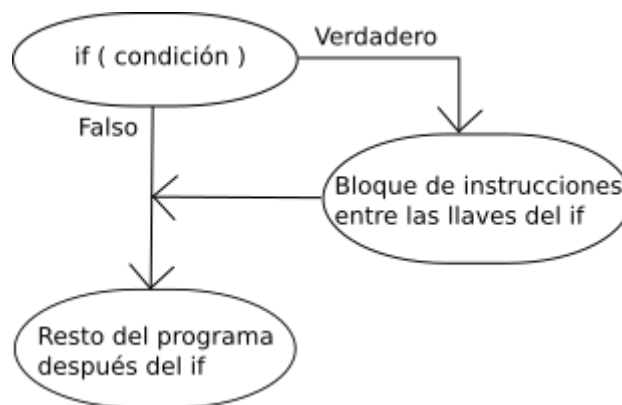 if ( condición )
Verdadero
Falso
Bloque de instrucciones
entre las llaves del if
Resto del programa
después del if